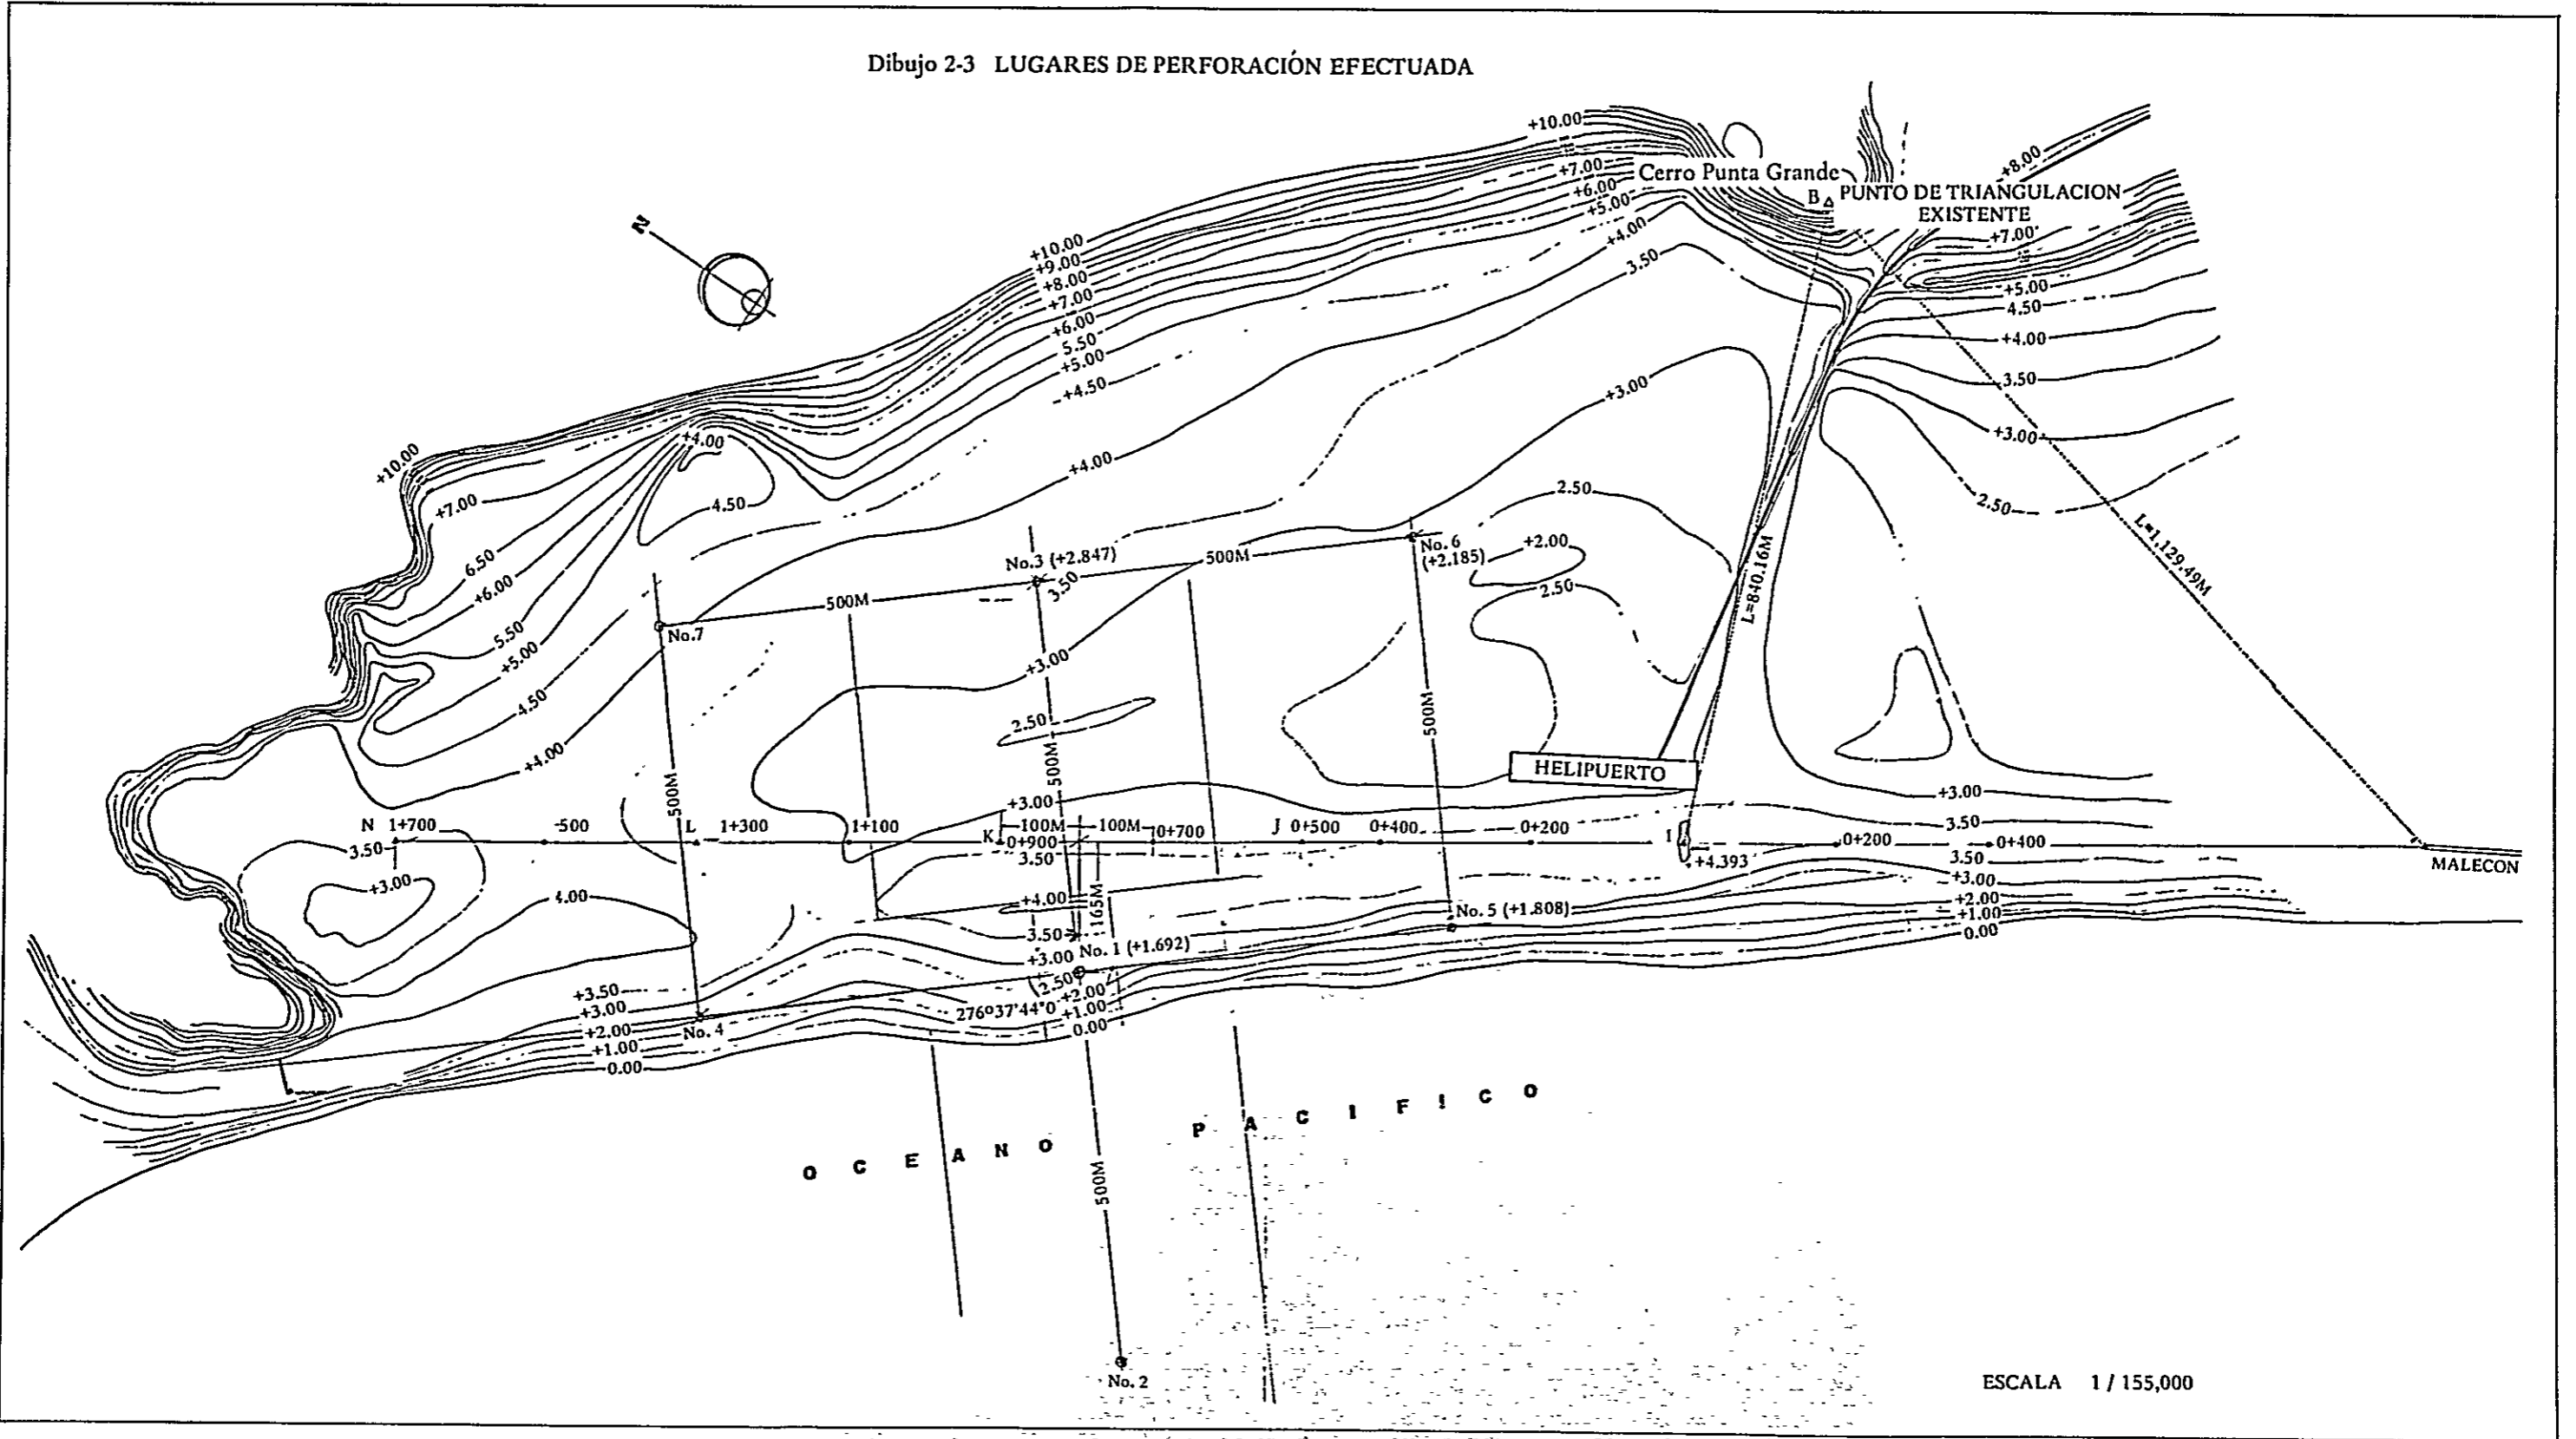 Dibujo 2-3 LUGARES DE PERFORACIÓN EFECTUADA
N
+10.00
+7.00
+6.00
+5.00
+4.00
3.50
Cerro Punta Grande
B
PUNTO DE TRIANGULACION
EXISTENTE
+8.00
+7.00
+5.00
4.50
+4.00
3.50
+3.00
2.50
+10.00
+9.00
+8.00
+7.00
+6.00
5.50
+5.00
+4.50
+4.00
+3.00
2.50
+2.00
2.50
+10.00
+7.00
+4.00
4.50
6.50
+6.00
5.50
+5.00
4.50
+4.00
No.3 (+2.847)
3.50
500M
500M
No. 6
(+2.185)
No.7
+3.00
2.50
500M
500M
500M
L=840.16M
L=1,129.49M
HELIPUERTO
+3.00
+3.00
3.50
N 1+700
-500
L 1+300
1+100
K
100M
100M
0+900
0+700
J 0+500
0+400
0+200
I
+4.393
0+200
0+400
MALECON
3.50
+3.00
4.00
3.50
+4.00
165M
3.50
+3.00
No. 1 (+1.692)
No. 5 (+1.808)
3.50
+3.00
+2.00
+1.00
0.00
+3.50
+3.00
+2.00
+1.00
0.00
No. 4
2.50
+2.00
276º37'44"0
+1.00
0.00
OCEANO PACIFICO
500M
No. 2
ESCALA 1 / 155,000